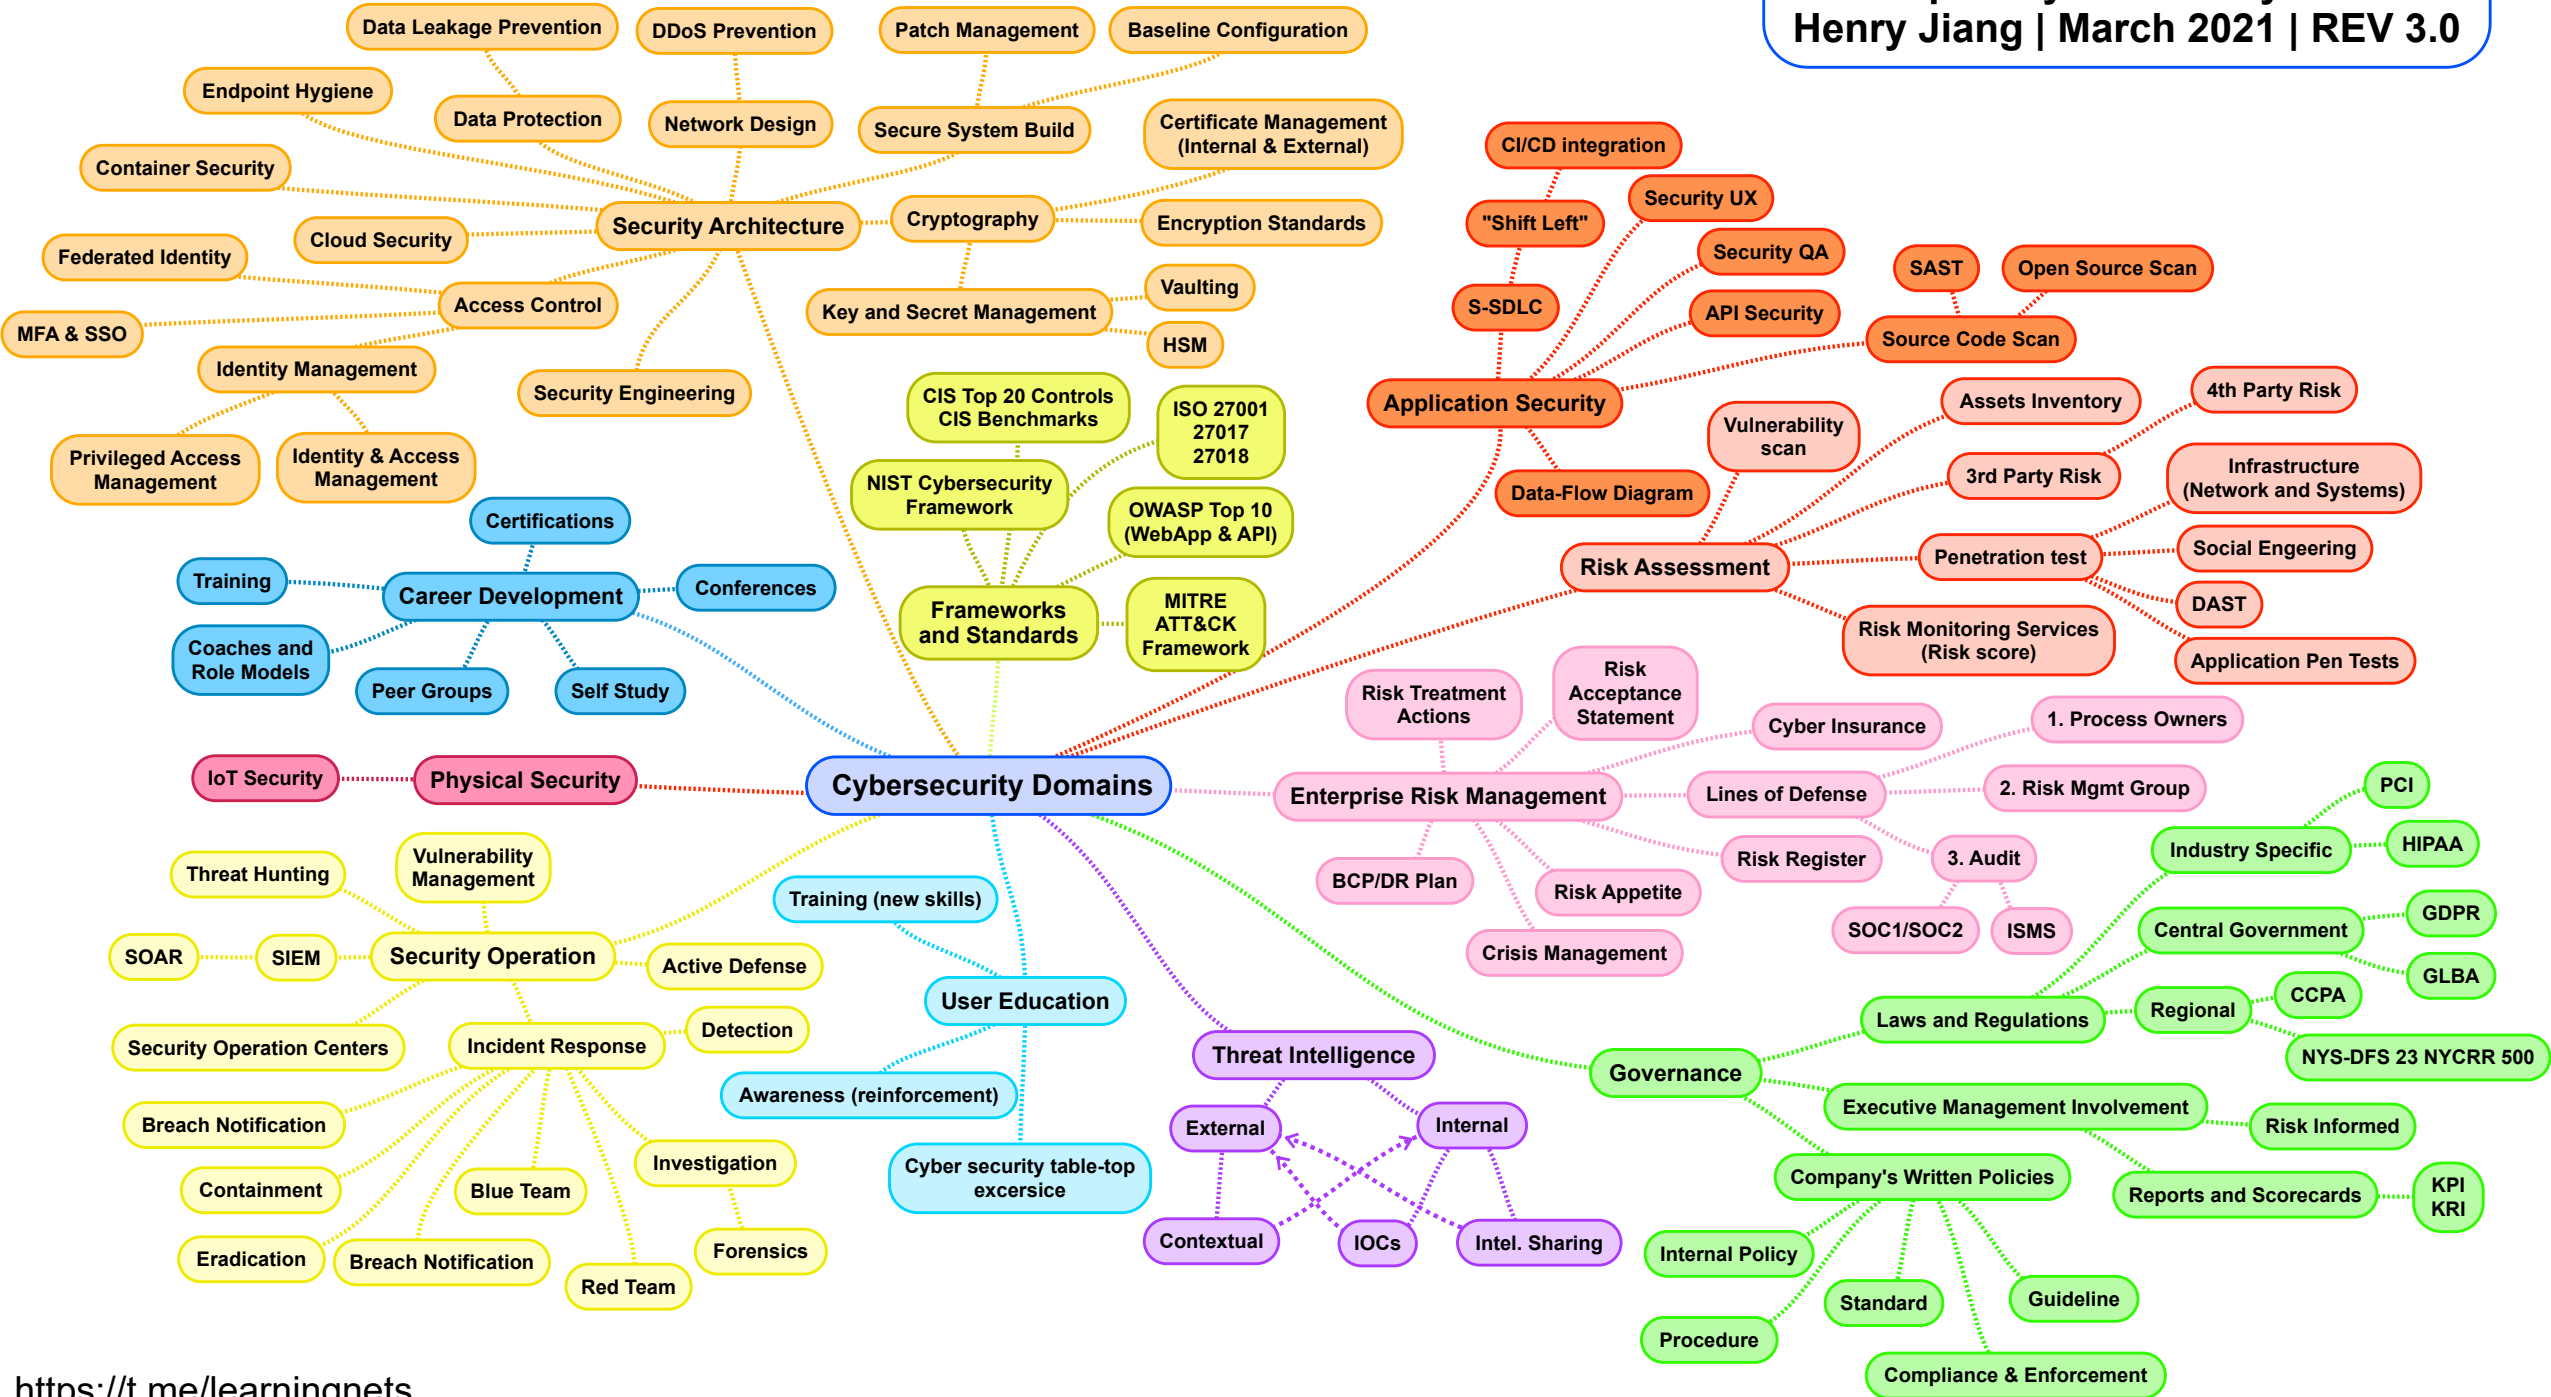 Henry Jiang | March 2021 | REV 3.0
Data Leakage Prevention
DDoS Prevention
Patch Management
Baseline Configuration
Endpoint Hygiene
Data Protection
Network Design
Secure System Build
Certificate Management
(Internal & External)
Container Security
Security Architecture
Cryptography
Encryption Standards
Cloud Security
Federated Identity
Access Control
Key and Secret Management
Vaulting
HSM
MFA & SSO
Identity Management
Security Engineering
Privileged Access
Management
Identity & Access
Management
CI/CD integration
Security UX
"Shift Left"
Security QA
SAST
Open Source Scan
S-SDLC
API Security
Source Code Scan
Application Security
Data-Flow Diagram
CIS Top 20 Controls
CIS Benchmarks
ISO 27001
27017
27018
NIST Cybersecurity
Framework
OWASP Top 10
(WebApp & API)
Frameworks
and Standards
MITRE
ATT&CK
Framework
Vulnerability
scan
Assets Inventory
4th Party Risk
3rd Party Risk
Infrastructure
(Network and Systems)
Risk Assessment
Penetration test
Social Engeering
DAST
Risk Monitoring Services
(Risk score)
Application Pen Tests
Certifications
Training
Career Development
Conferences
Coaches and
Role Models
Peer Groups
Self Study
IoT Security
Physical Security
Cybersecurity Domains
Risk Treatment
Actions
Risk
Acceptance
Statement
Cyber Insurance
1. Process Owners
Enterprise Risk Management
Lines of Defense
2. Risk Mgmt Group
BCP/DR Plan
Risk Appetite
Risk Register
3. Audit
Crisis Management
SOC1/SOC2
ISMS
PCI
Industry Specific
HIPAA
Central Government
GDPR
GLBA
Laws and Regulations
Regional
CCPA
NYS-DFS 23 NYCRR 500
Governance
Executive Management Involvement
Risk Informed
Company's Written Policies
Reports and Scorecards
KPI
KRI
Internal Policy
Standard
Guideline
Procedure
Compliance & Enforcement
Threat Hunting
Vulnerability
Management
SOAR
SIEM
Security Operation
Active Defense
Security Operation Centers
Incident Response
Detection
Breach Notification
Containment
Blue Team
Investigation
Eradication
Breach Notification
Red Team
Forensics
Training (new skills)
User Education
Awareness (reinforcement)
Cyber security table-top
excersice
Threat Intelligence
External
Internal
Contextual
IOCs
Intel. Sharing
https://t.me/learningnets